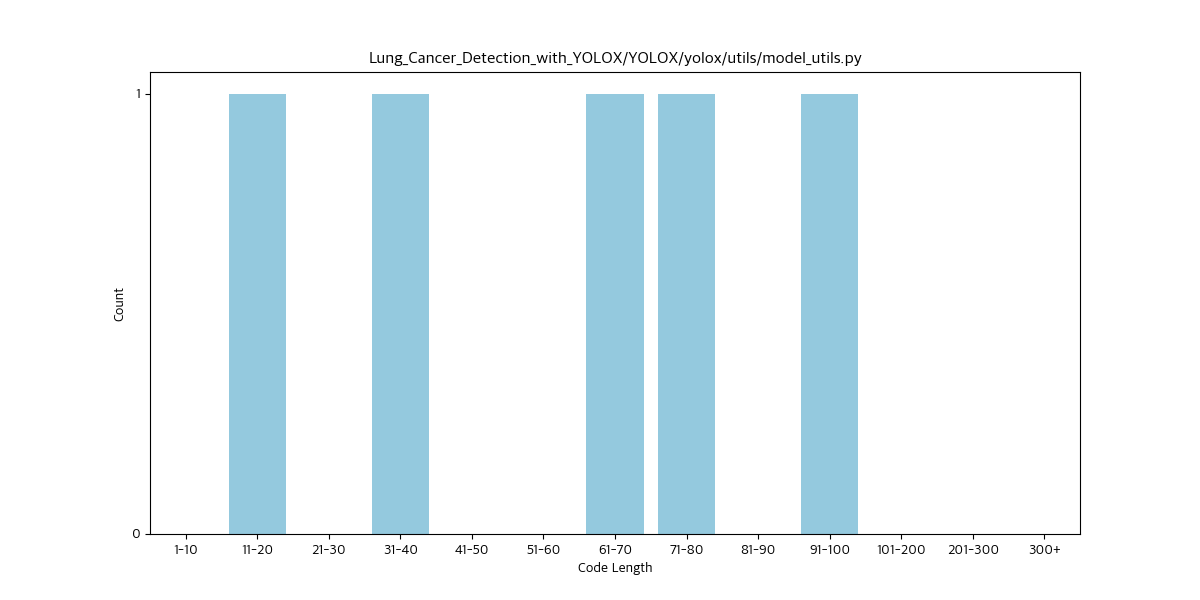 Lung_Cancer_Detection_with_YOLOX/YOLOX/yolox/utils/model_utils.py
1
Count
0
1-10 11-20 21-30 31-40 41-50 51-60 61-70 71-80 81-90 91-100 101-200 201-300 300+
Code Length